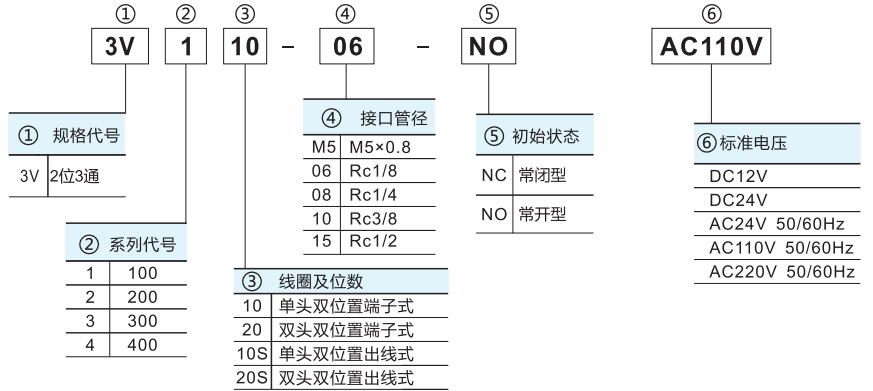 ① ② ③ ④ ⑤ ⑥
3V 1 10 - 06 - NO AC110V
① 规格代号
3V 2位3通
② 系列代号
1 100
2 200
3 300
4 400
③ 线圈及位数
10 单头双位置端子式
20 双头双位置端子式
10S 单头双位置出线式
20S 双头双位置出线式
④ 接口管径
M5 M5×0.8
06 Rc1/8
08 Rc1/4
10 Rc3/8
15 Rc1/2
⑤ 初始状态
NC 常闭型
NO 常开型
⑥标准电压
DC12V
DC24V
AC24V 50/60Hz
AC110V 50/60Hz
AC220V 50/60Hz